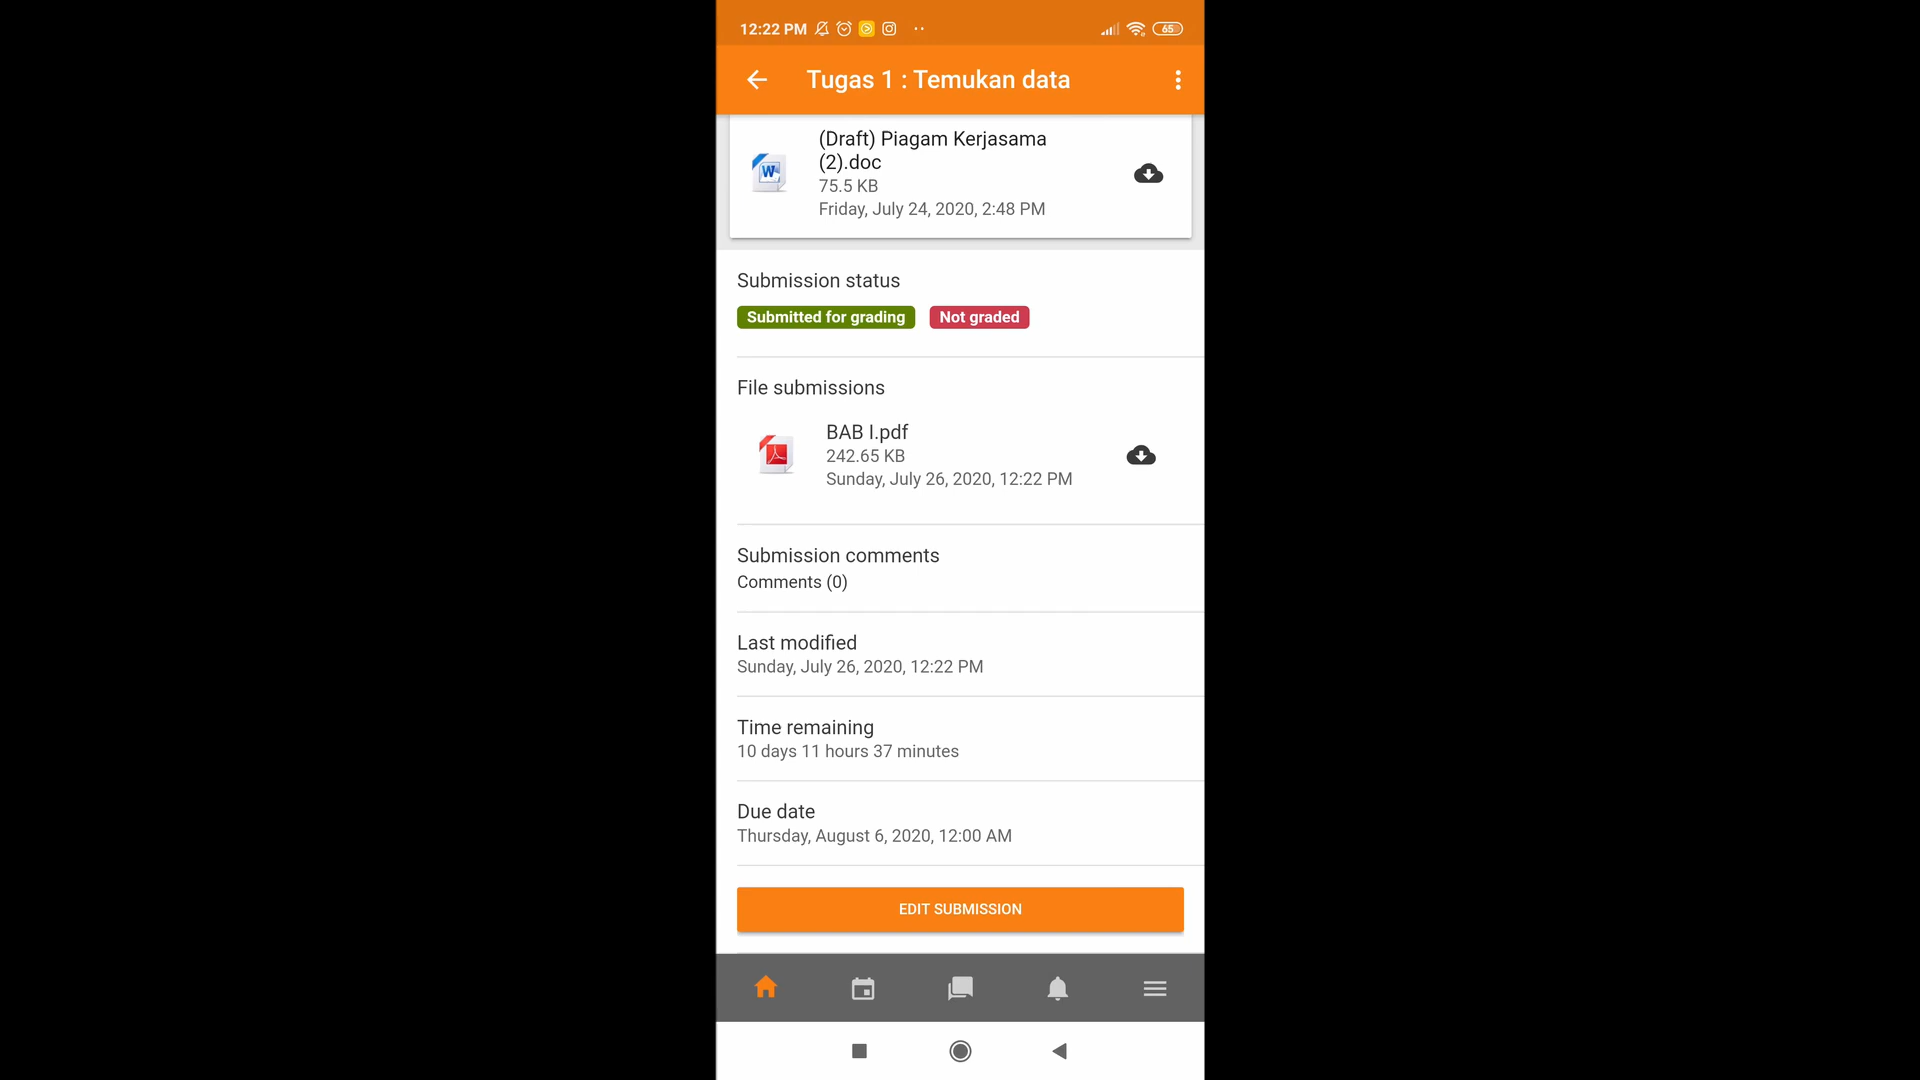 12:22 PM
65
Tugas 1 : Temukan data
(Draft) Piagam Kerjasama
(2).doc
75.5 KB
Friday, July 24, 2020, 2:48 PM
Submission status
Submitted for grading Not graded
File submissions
BAB I.pdf
242.65 KB
Sunday, July 26, 2020, 12:22 PM
Submission comments
Comments (0)
Last modified
Sunday, July 26, 2020, 12:22 PM
Time remaining
10 days 11 hours 37 minutes
Due date
Thursday, August 6, 2020, 12:00 AM
EDIT SUBMISSION